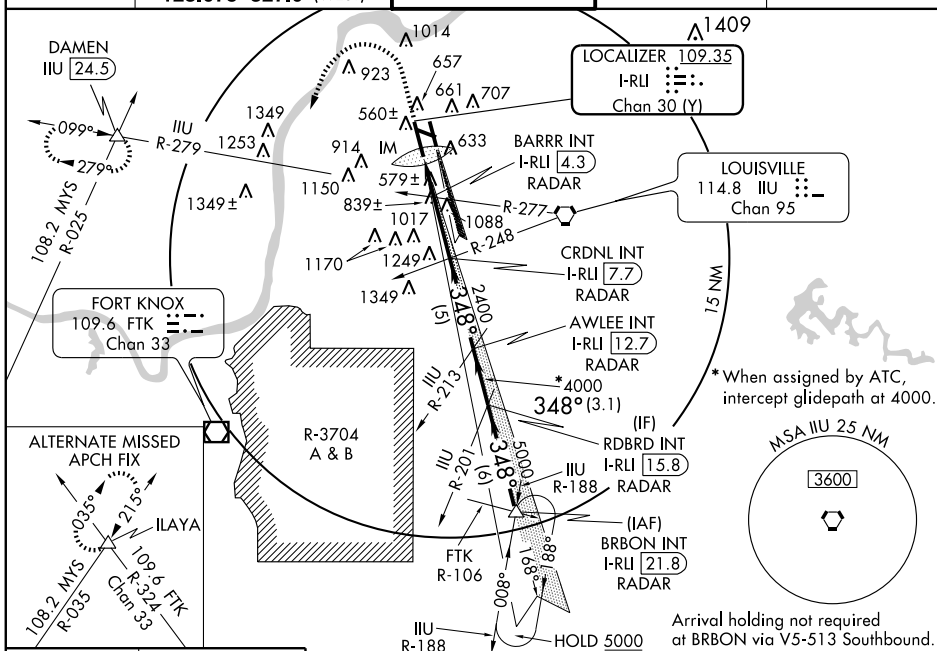 1014
1409
DAMEN
IIU 24.5
923
657
LOCALIZER 109.35
I-RLI
Chan 30 (Y)
661
707
1349
560±
099°
279°
IIU
R-279
1253
914
IM
633
BARRR INT
I-RLI 4.3
RADAR
LOUISVILLE
114.8 IIU
Chan 95
1150
579±
1349±
839±
R-277
1088
108.2 MYS
R-025
1017
R-248
1170
1249
CRDNL INT
I-RLI 7.7
RADAR
1349
15 NM
FORT KNOX
109.6 FTK
Chan 33
348°
(5)
2400
AWLEE INT
I-RLI 12.7
RADAR
IIU
R-213
*4000
348° (3.1)
*When assigned by ATC,
intercept glidepath at 4000.
R-3704
A & B
(IF)
RDBRD INT
I-RLI 15.8
RADAR
MSA IIU 25 NM
3600
ALTERNATE MISSED
APCH FIX
035°
215°
ILAYA
108.2 MYS
R-035
109.6 FTK
R-324
Chan 33
IIU
R-201
(6)
348°
5000
IIU
R-188
FTK
R-106
(IAF)
BRBON INT
I-RLI 21.8
RADAR
168°
008°
IIU
R-188
HOLD 5000
Arrival holding not required
at BRBON via V5-513 Southbound.